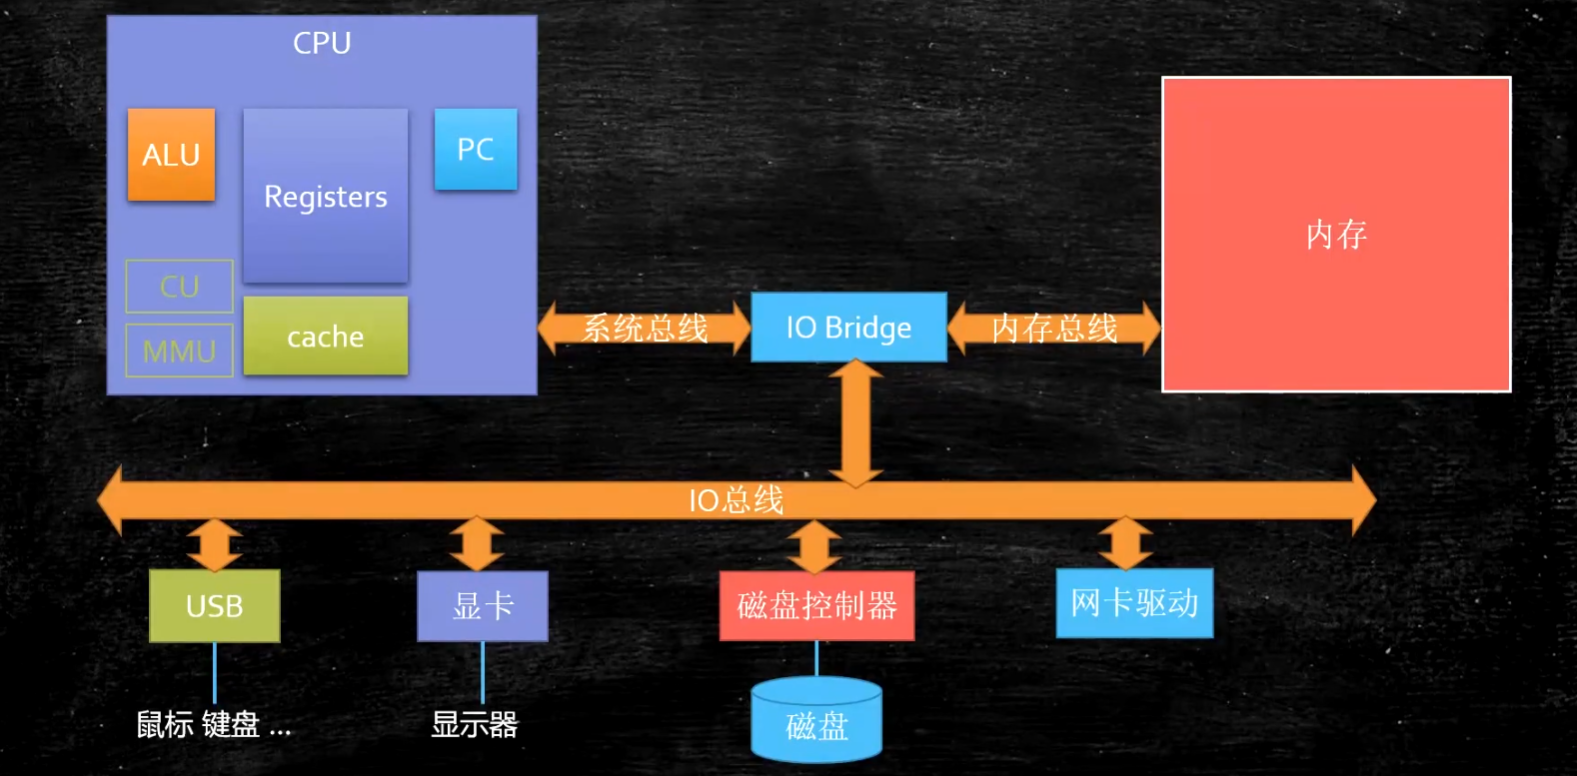 CPU
ALU
Registers
PC
CU
MMU
cache
系统总线
IO Bridge
内存总线
内存
IO总线
USB
显卡
磁盘控制器
网卡驱动
鼠标 键盘 ...
显示器
磁盘